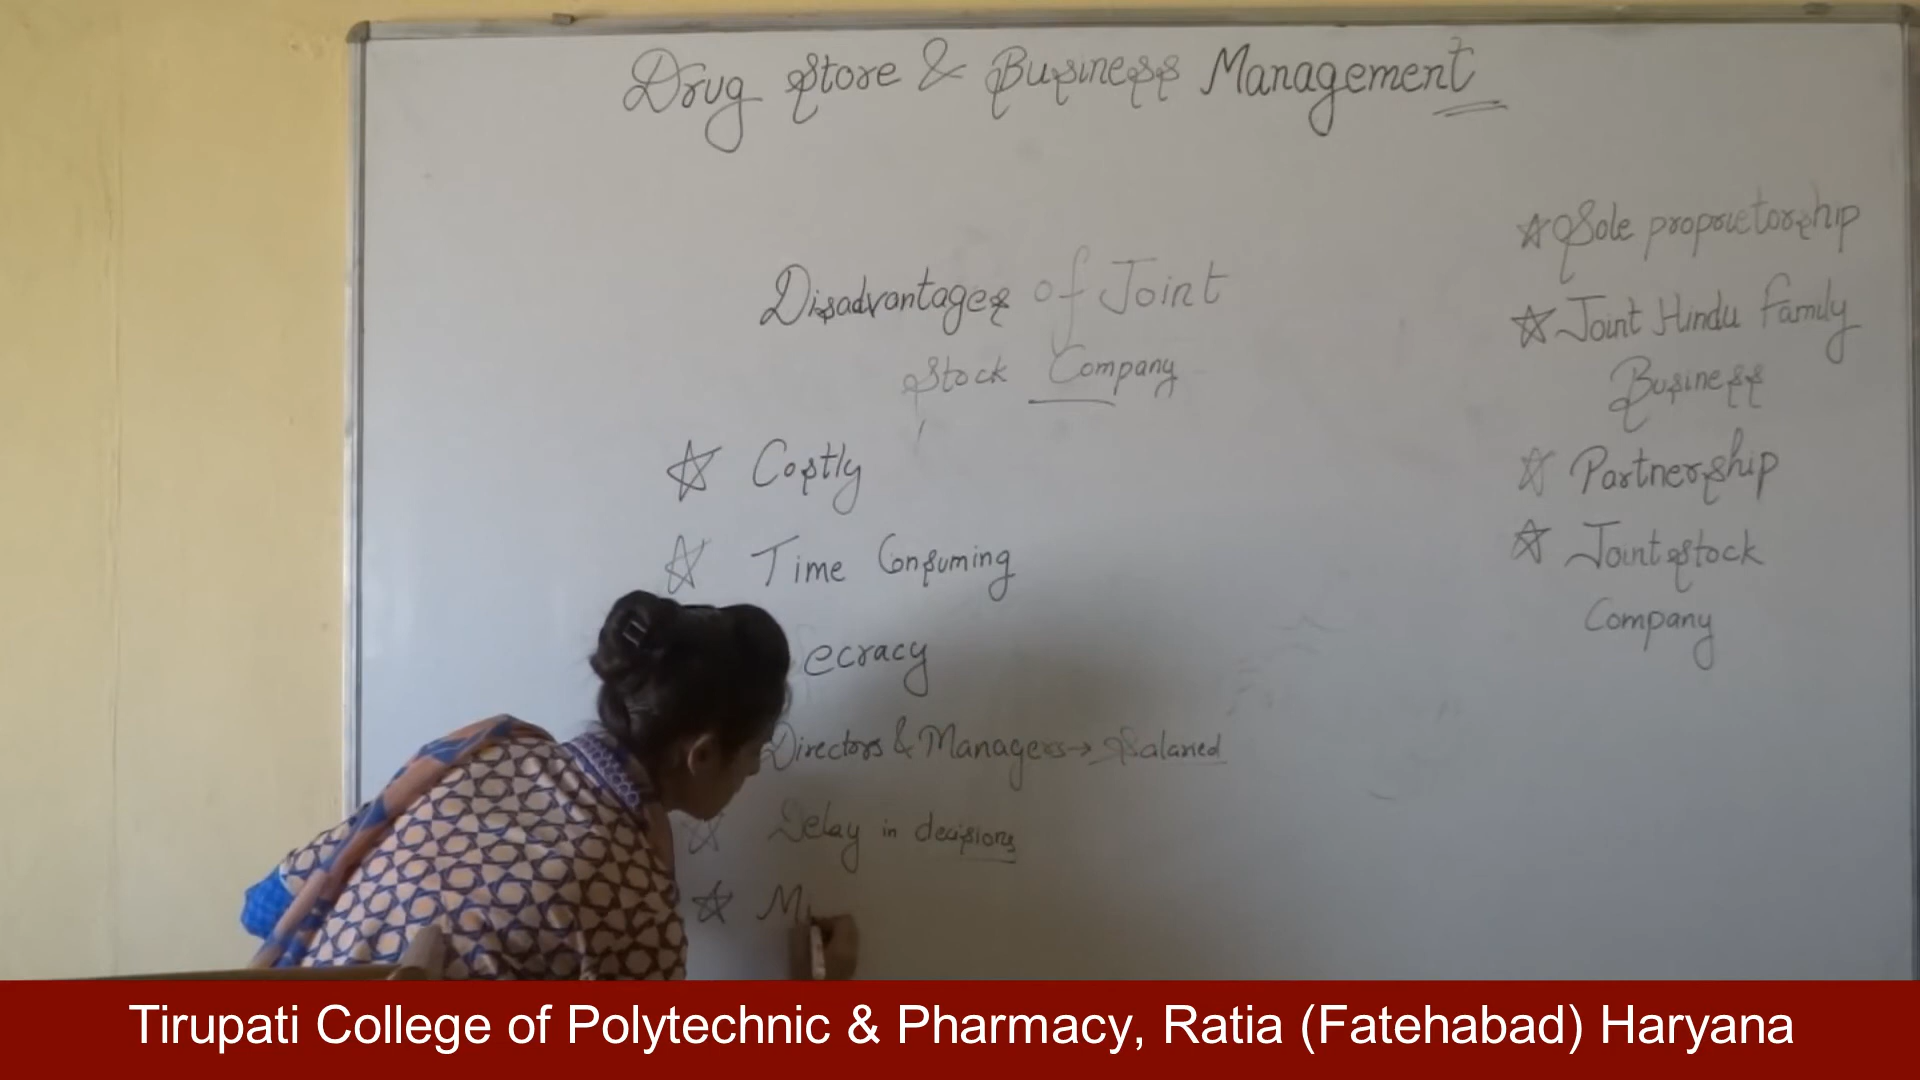 Drug Store & Business Management
Disadvantages of Joint
Stock Company
☆ Costly
☆ Time Consuming
ecracy
Directors & Managers → Salaried
☆ Delay in decisions
☆ M
☆ Sole proprietorship
☆ Joint Hindu Family
Business
☆ Partnership
☆ Joint Stock
Company
Tirupati College of Polytechnic & Pharmacy, Ratia (Fatehabad) Haryana